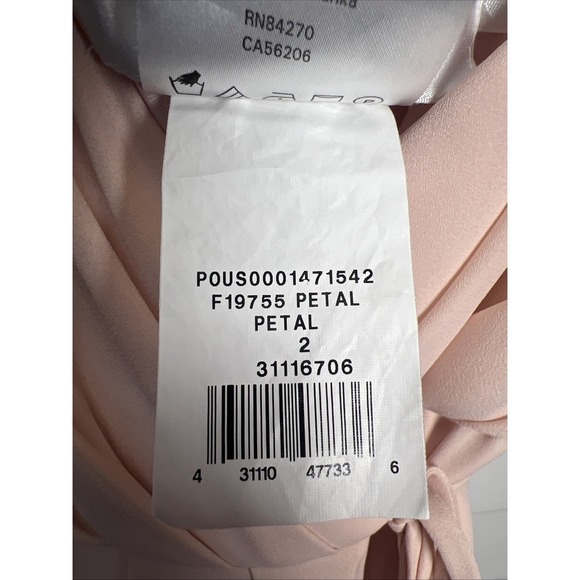 RN84270
CA56206
POUS0001471542
F19755 PETAL
PETAL
2
31116706
4 31110 47733 6